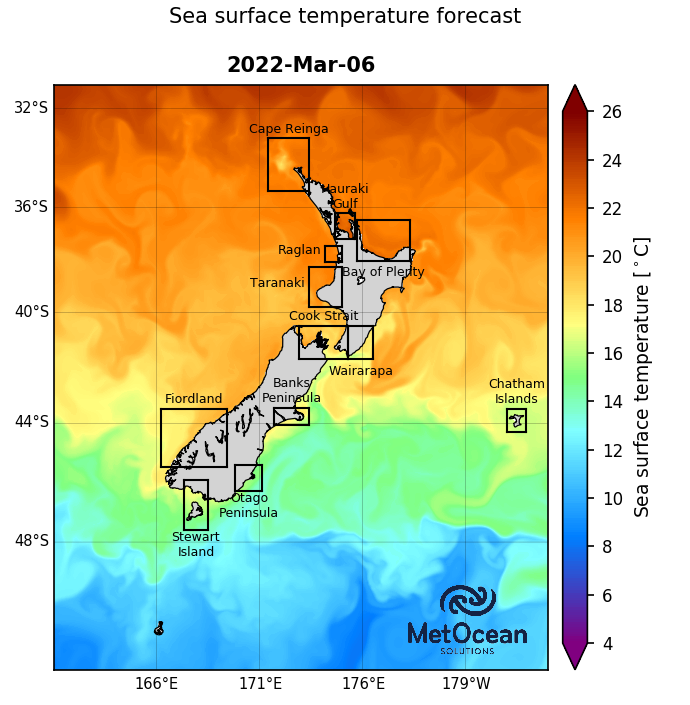 Sea surface temperature forecast
2022-Mar-06
32°S
36°S
40°S
44°S
48°S
166°E
171°E
176°E
179°W
Cape Reinga
Hauraki
Gulf
Raglan
Bay of Plenty
Taranaki
Cook Strait
Wairarapa
Banks
Peninsula
Fiordland
Chatham
Islands
Otago
Peninsula
Stewart
Island
MetOcean
SOLUTIONS
26
24
22
20
18
16
14
12
10
8
6
4
Sea surface temperature [°C]